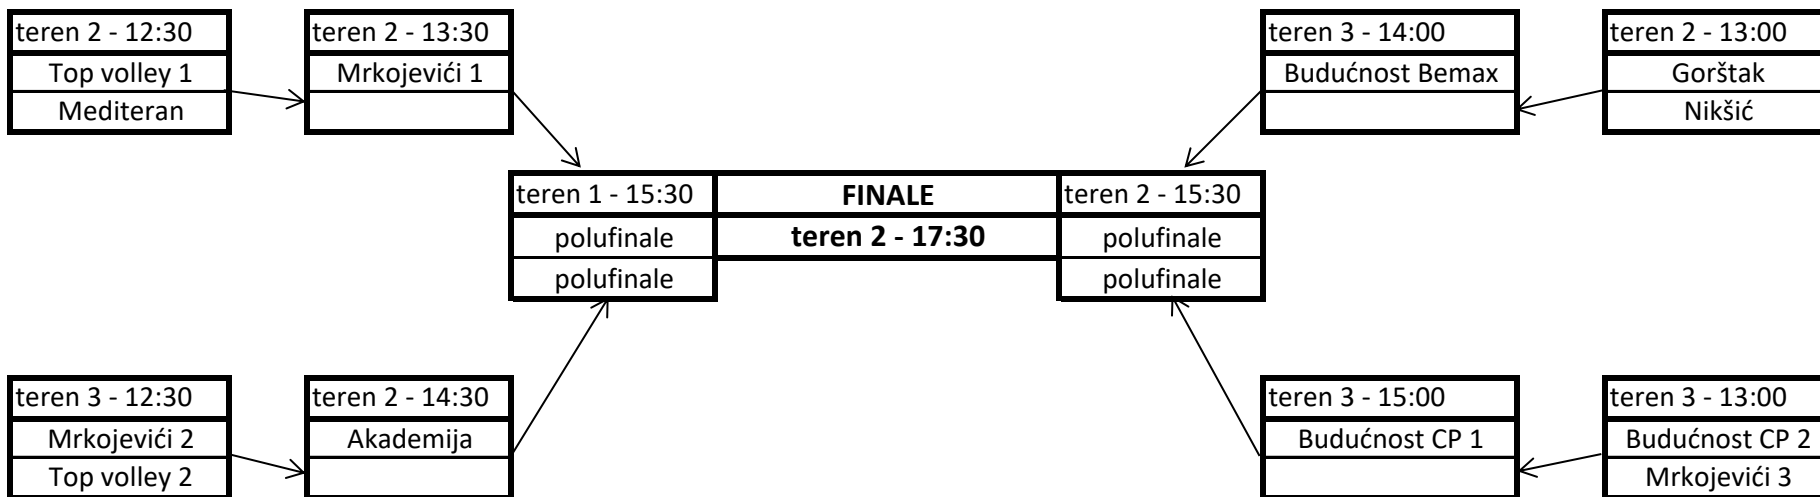 teren 2 - 12:30
Top volley 1
Mediteran
teren 2 - 13:30
Mrkojevići 1
teren 3 - 14:00
Budućnost Bemax
teren 2 - 13:00
Gorštak
Nikšić
teren 1 - 15:30
polufinale
polufinale
FINALE
teren 2 - 17:30
teren 2 - 15:30
polufinale
polufinale
teren 3 - 12:30
Mrkojevići 2
Top volley 2
teren 2 - 14:30
Akademija
teren 3 - 15:00
Budućnost CP 1
teren 3 - 13:00
Budućnost CP 2
Mrkojevići 3